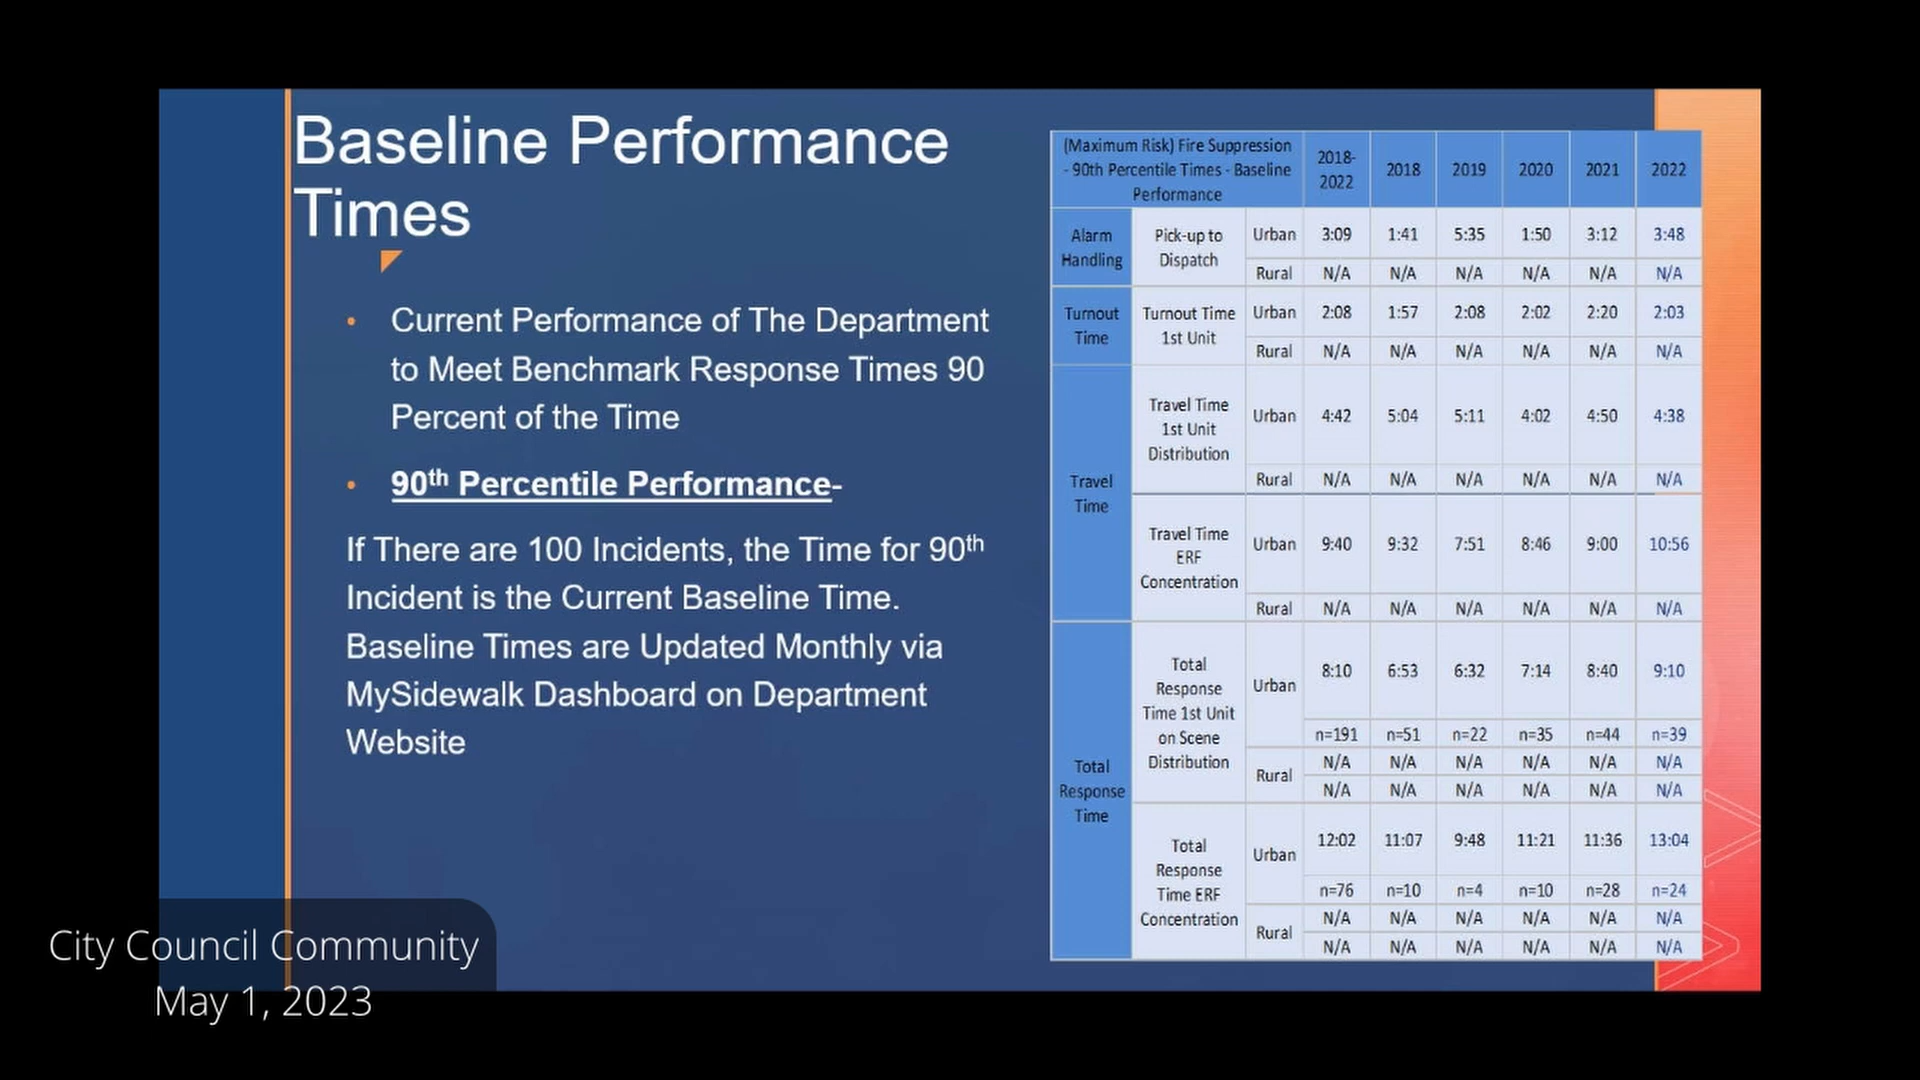 Baseline Performance
Times
• Current Performance of The Department
to Meet Benchmark Response Times 90
Percent of the Time
• 90th Percentile Performance-
If There are 100 Incidents, the Time for 90th
Incident is the Current Baseline Time.
Baseline Times are Updated Monthly via
MySidewalk Dashboard on Department
Website
(Maximum Risk) Fire Suppression
- 90th Percentile Times - Baseline
Performance
2018-
2022
2018 2019 2020 2021 2022
Alarm
Handling
Pick-up to
Dispatch
Urban 3:09 1:41 5:35 1:50 3:12 3:48
Rural N/A N/A N/A N/A N/A N/A
Turnout
Time
Turnout Time
1st Unit
Urban 2:08 1:57 2:08 2:02 2:20 2:03
Rural N/A N/A N/A N/A N/A N/A
Travel
Time
Travel Time
1st Unit
Distribution
Urban 4:42 5:04 5:11 4:02 4:50 4:38
Rural N/A N/A N/A N/A N/A N/A
Travel Time
ERF
Concentration
Urban 9:40 9:32 7:51 8:46 9:00 10:56
Rural N/A N/A N/A N/A N/A N/A
Total
Response
Time
Total
Response
Time 1st Unit
on Scene
Distribution
Urban 8:10 6:53 6:32 7:14 8:40 9:10
n=191 n=51 n=22 n=35 n=44 n=39
Rural N/A N/A N/A N/A N/A N/A
N/A N/A N/A N/A N/A N/A
Total
Response
Time ERF
Concentration
Urban 12:02 11:07 9:48 11:21 11:36 13:04
n=76 n=10 n=4 n=10 n=28 n=24
Rural N/A N/A N/A N/A N/A N/A
N/A N/A N/A N/A N/A N/A
City Council Community
May 1, 2023